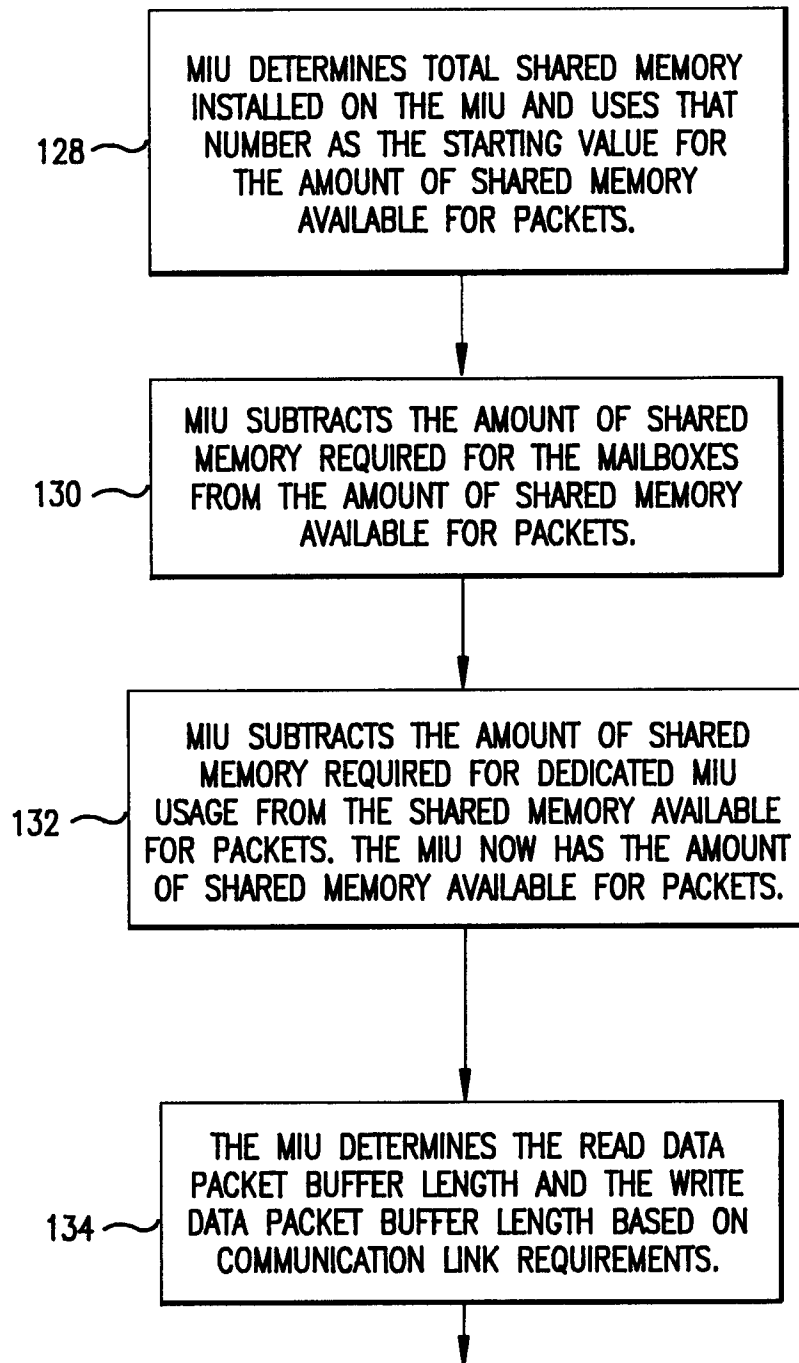 128
MIU DETERMINES TOTAL SHARED MEMORY
INSTALLED ON THE MIU AND USES THAT
NUMBER AS THE STARTING VALUE FOR
THE AMOUNT OF SHARED MEMORY
AVAILABLE FOR PACKETS.
130
MIU SUBTRACTS THE AMOUNT OF SHARED
MEMORY REQUIRED FOR THE MAILBOXES
FROM THE AMOUNT OF SHARED MEMORY
AVAILABLE FOR PACKETS.
132
MIU SUBTRACTS THE AMOUNT OF SHARED
MEMORY REQUIRED FOR DEDICATED MIU
USAGE FROM THE SHARED MEMORY AVAILABLE
FOR PACKETS. THE MIU NOW HAS THE AMOUNT
OF SHARED MEMORY AVAILABLE FOR PACKETS.
134
THE MIU DETERMINES THE READ DATA
PACKET BUFFER LENGTH AND THE WRITE
DATA PACKET BUFFER LENGTH BASED ON
COMMUNICATION LINK REQUIREMENTS.